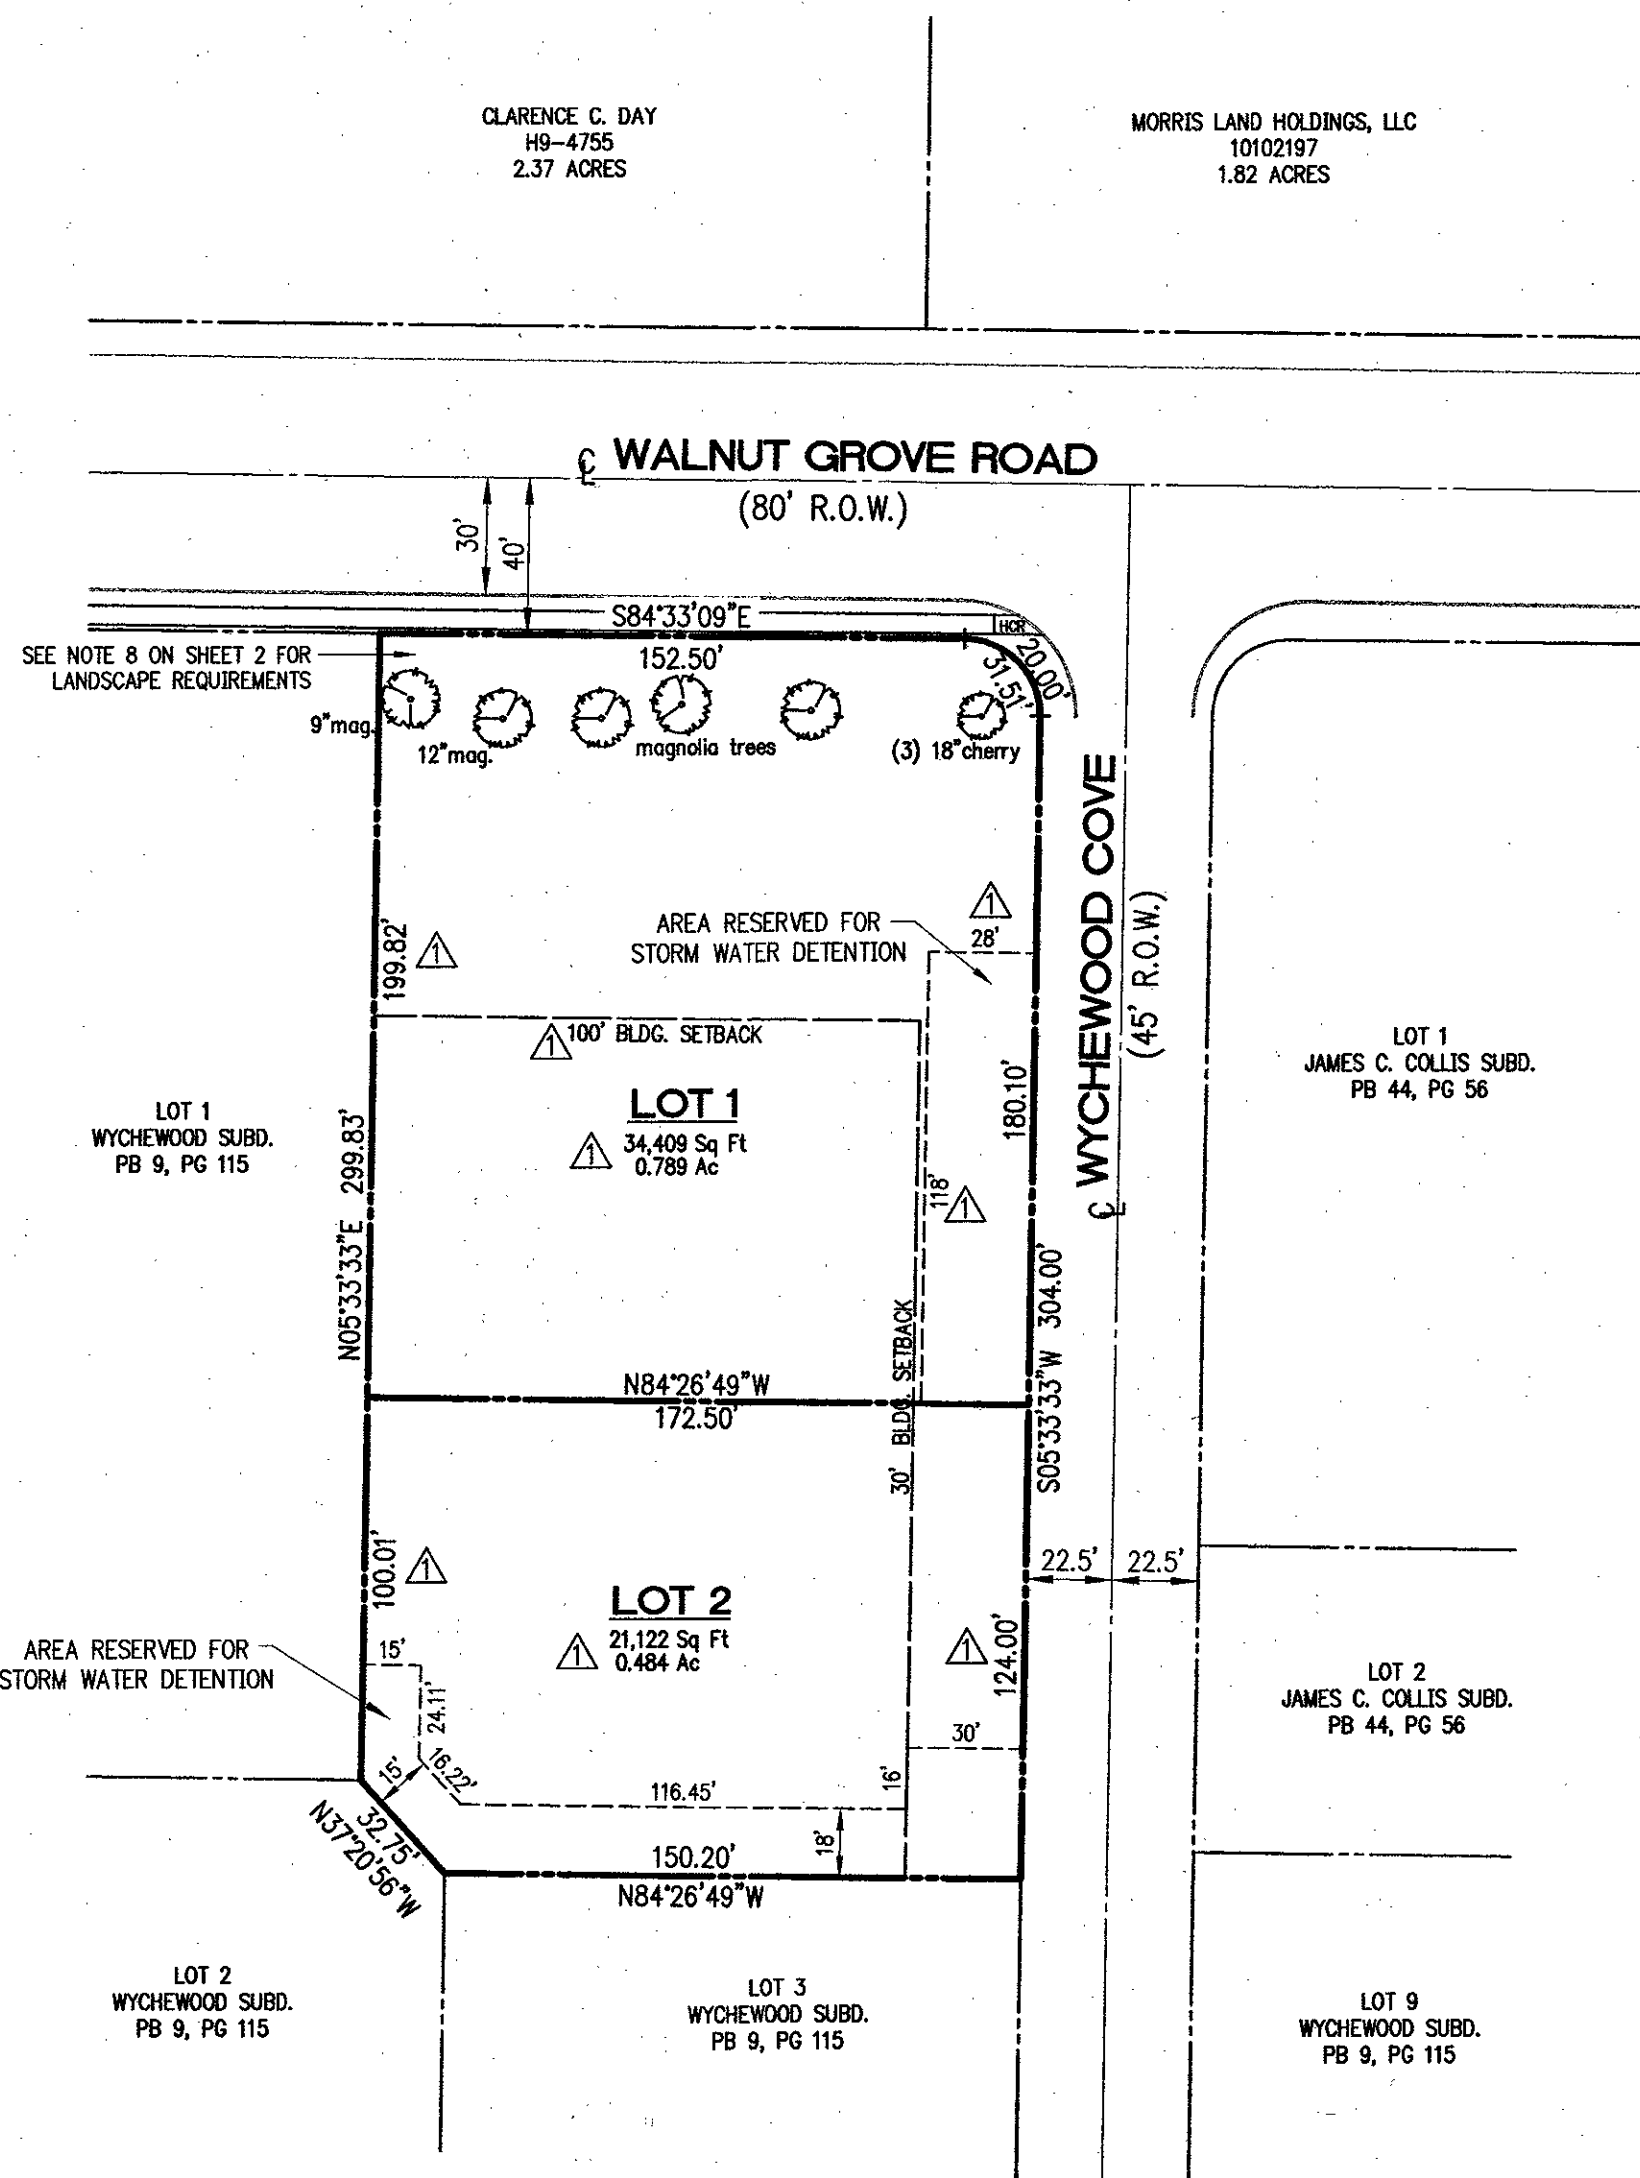 CLARENCE C. DAY
H9-4755
2.37 ACRES
MORRIS LAND HOLDINGS, LLC
10102197
1.82 ACRES
℄ WALNUT GROVE ROAD
(80' R.O.W.)
30'
40'
S84°33'09"E
152.50'
HCR
20.00'
31.51'
SEE NOTE 8 ON SHEET 2 FOR
LANDSCAPE REQUIREMENTS
9"mag.
12"mag.
magnolia trees
(3) 18"cherry
℄ WYCHEWOOD COVE
(45' R.O.W.)
AREA RESERVED FOR
STORM WATER DETENTION
1
28'
199.82'
1
1
100' BLDG. SETBACK
LOT 1
1
34,409 Sq Ft
0.789 Ac
180.10'
118'
1
LOT 1
WYCHEWOOD SUBD.
PB 9, PG 115
N05°33'33"E 299.83'
LOT 1
JAMES C. COLLIS SUBD.
PB 44, PG 56
S05°33'33"W 304.00'
30' BLDG. SETBACK
N84°26'49"W
172.50'
100.01'
1
LOT 2
1
21,122 Sq Ft
0.484 Ac
1
124.00'
22.5'
22.5'
AREA RESERVED FOR
STORM WATER DETENTION
15'
24.11'
15'
16.22'
116.45'
16'
30'
18'
32.75'
N37°20'56"W
150.20'
N84°26'49"W
LOT 2
JAMES C. COLLIS SUBD.
PB 44, PG 56
LOT 2
WYCHEWOOD SUBD.
PB 9, PG 115
LOT 3
WYCHEWOOD SUBD.
PB 9, PG 115
LOT 9
WYCHEWOOD SUBD.
PB 9, PG 115